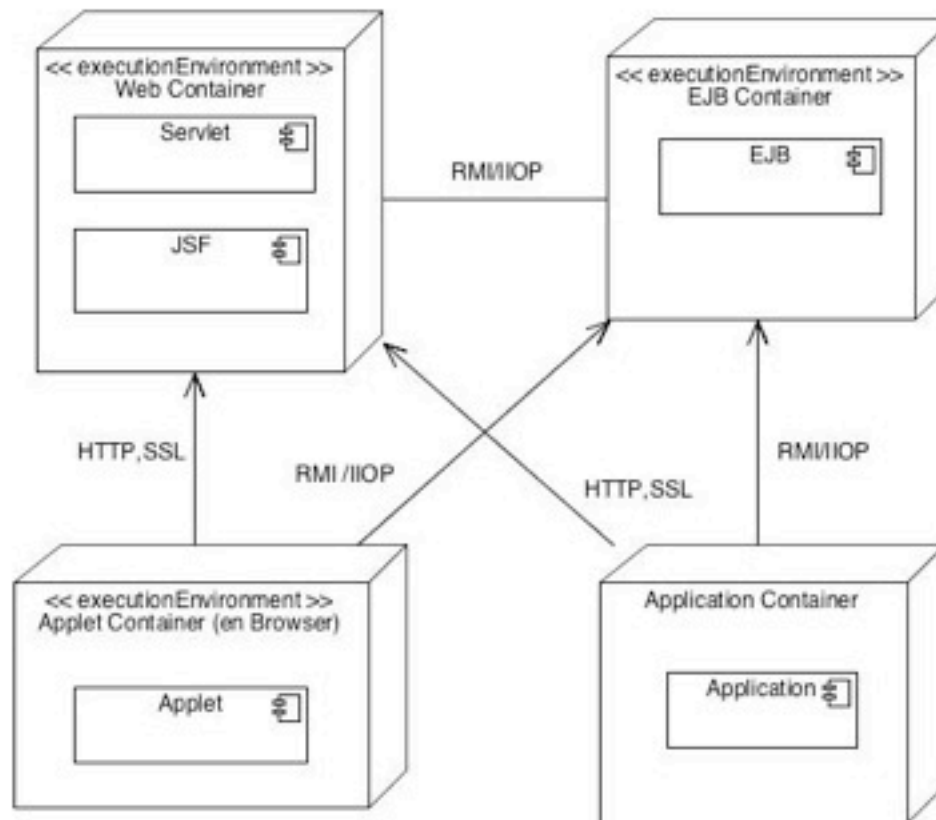 << executionEnvironment >>
Web Container
Servlet
JSF
<< executionEnvironment >>
EJB Container
EJB
RMI/IIOP
HTTP,SSL
RMI /IIOP
HTTP,SSL
RMI/IIOP
<< executionEnvironment >>
Applet Container (en Browser)
Applet
Application Container
Application